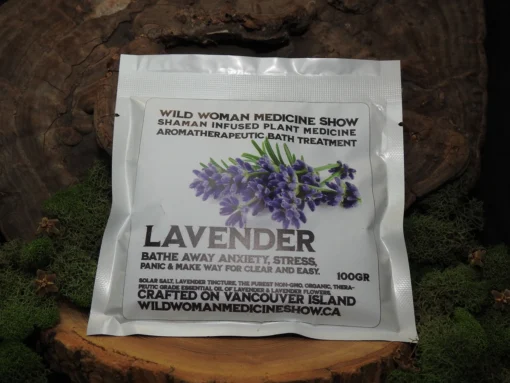 WILD WOMAN MEDICINE SHOW
SHAMAN INFUSED PLANT MEDICINE
AROMATHERAPEUTIC BATH TREATMENT
LAVENDER
BATHE AWAY ANXIETY, STRESS,
PANIC & MAKE WAY FOR CLEAR AND EASY.
100GR
SOLAR SALT, LAVENDER TINCTURE, THE PUREST NON-GMO, ORGANIC, THERA-
PEUTIC GRADE ESSENTIAL OIL OF LAVENDER & LAVENDER FLOWERS.
CRAFTED ON VANCOUVER ISLAND
WILDWOMANMEDICINESHOW.CA